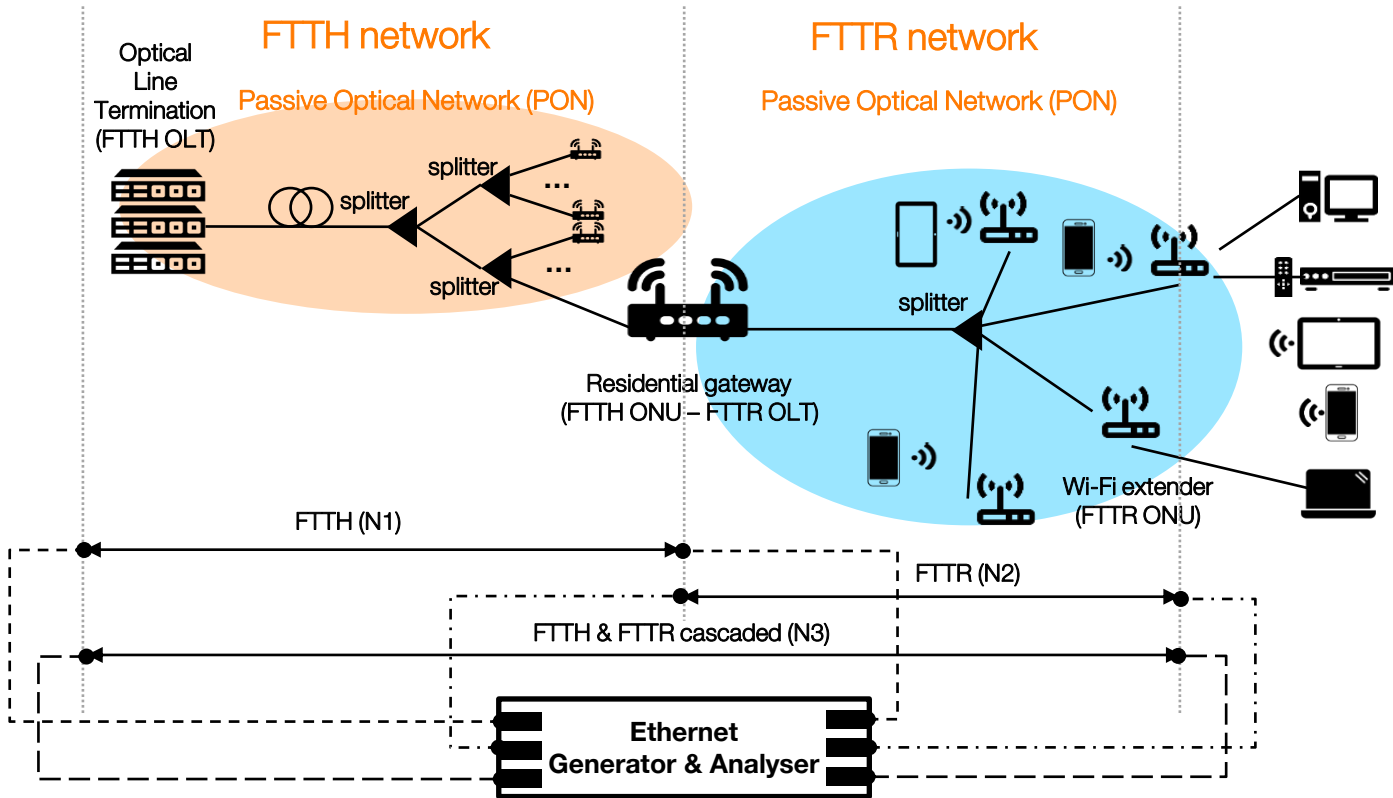 FTTH network
FTTR network
Optical
Line
Termination
(FTTH OLT)
Passive Optical Network (PON)
Passive Optical Network (PON)
splitter
splitter
splitter
...
...
splitter
Residential gateway
(FTTH ONU – FTTR OLT)
Wi-Fi extender
(FTTR ONU)
FTTH (N1)
FTTR (N2)
FTTH & FTTR cascaded (N3)
Ethernet
Generator & Analyser